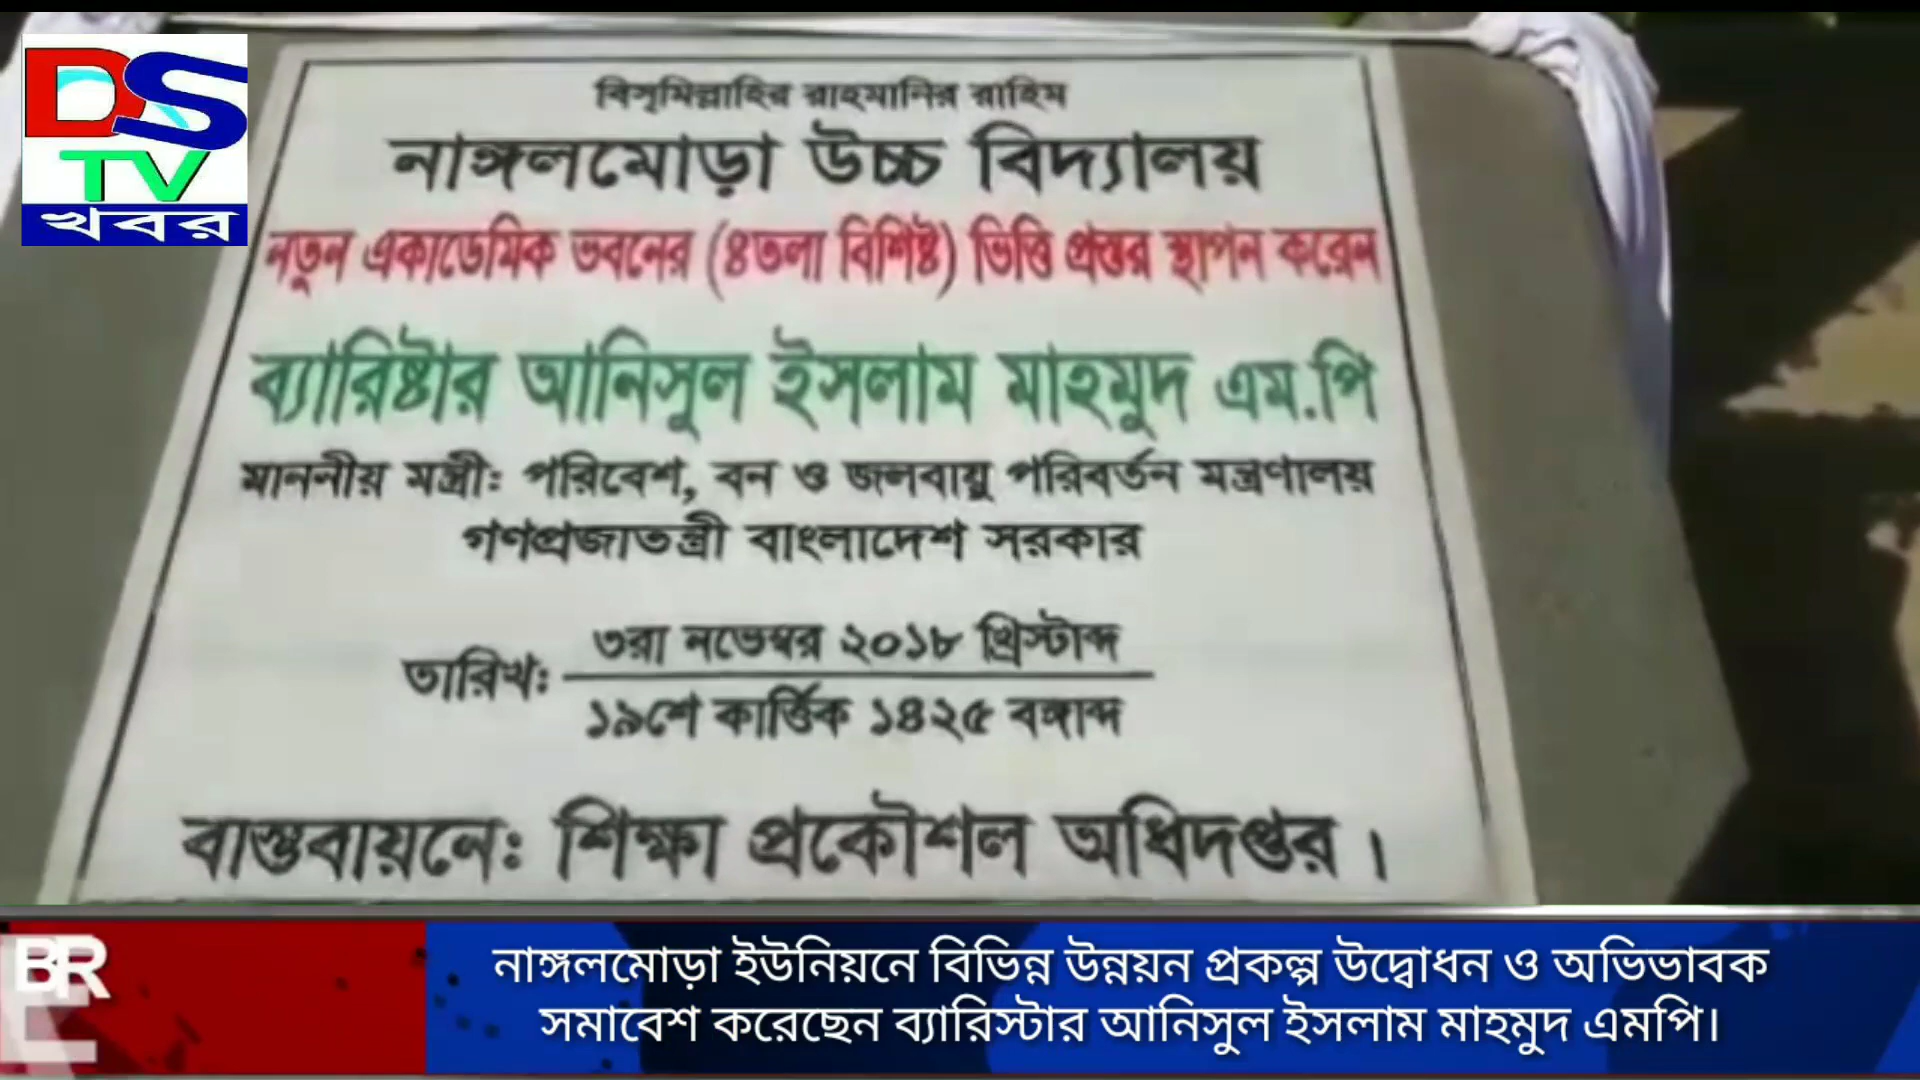 DS
TV
খবর
বিস্‌মিল্লাহির রাহমানির রাহিম
নাঙ্গলমোড়া উচ্চ বিদ্যালয়
নতুন একাডেমিক ভবনের (৪তলা বিশিষ্ট) ভিত্তি প্রস্তর স্থাপন করেন
ব্যারিষ্টার আনিসুল ইসলাম মাহমুদ এম.পি
মাননীয় মন্ত্রী: পরিবেশ, বন ও জলবায়ু পরিবর্তন মন্ত্রণালয়
গণপ্রজাতন্ত্রী বাংলাদেশ সরকার
তারিখ: ৩রা নভেম্বর ২০১৮ খ্রিস্টাব্দ
১৯শে কার্ত্তিক ১৪২৫ বঙ্গাব্দ
বাস্তবায়নে: শিক্ষা প্রকৌশল অধিদপ্তর।
BR
E
নাঙ্গলমোড়া ইউনিয়নে বিভিন্ন উন্নয়ন প্রকল্প উদ্বোধন ও অভিভাবক
সমাবেশ করেছেন ব্যারিস্টার আনিসুল ইসলাম মাহমুদ এমপি।